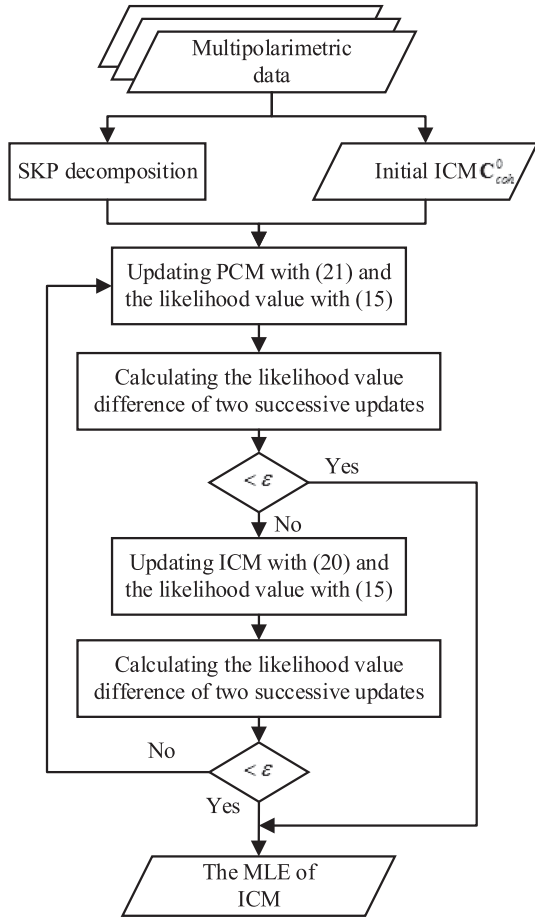 Multipolarimetric
data
SKP decomposition
Initial ICM C⁰_coh
Updating PCM with (21) and
the likelihood value with (15)
Calculating the likelihood value
difference of two successive updates
< ε
Yes
No
Updating ICM with (20) and
the likelihood value with (15)
Calculating the likelihood value
difference of two successive updates
No
< ε
Yes
The MLE of
ICM